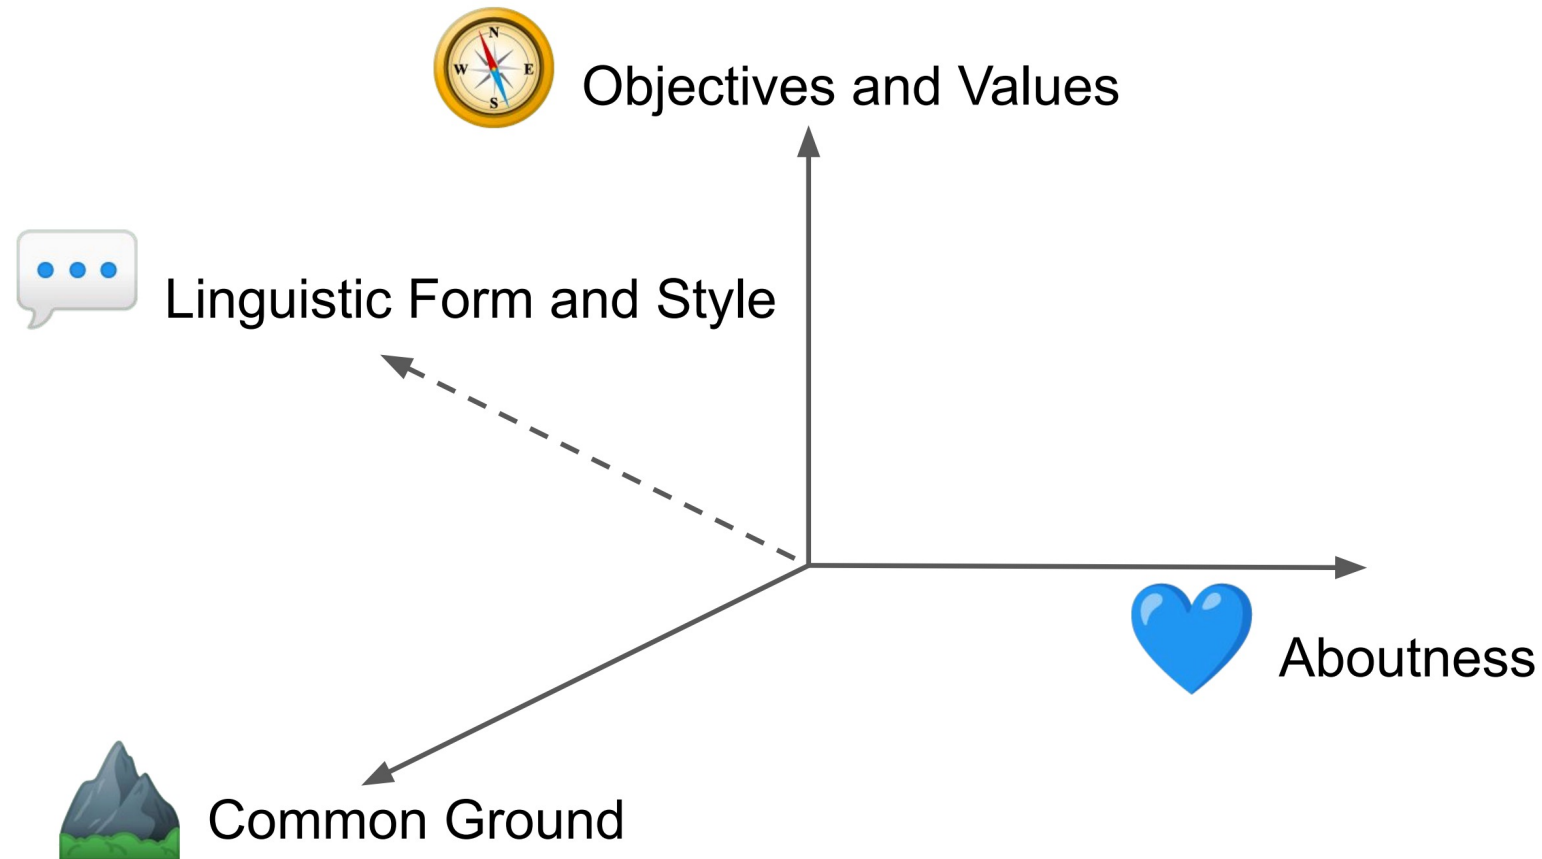 N
W E
S
Objectives and Values
Linguistic Form and Style
Aboutness
Common Ground